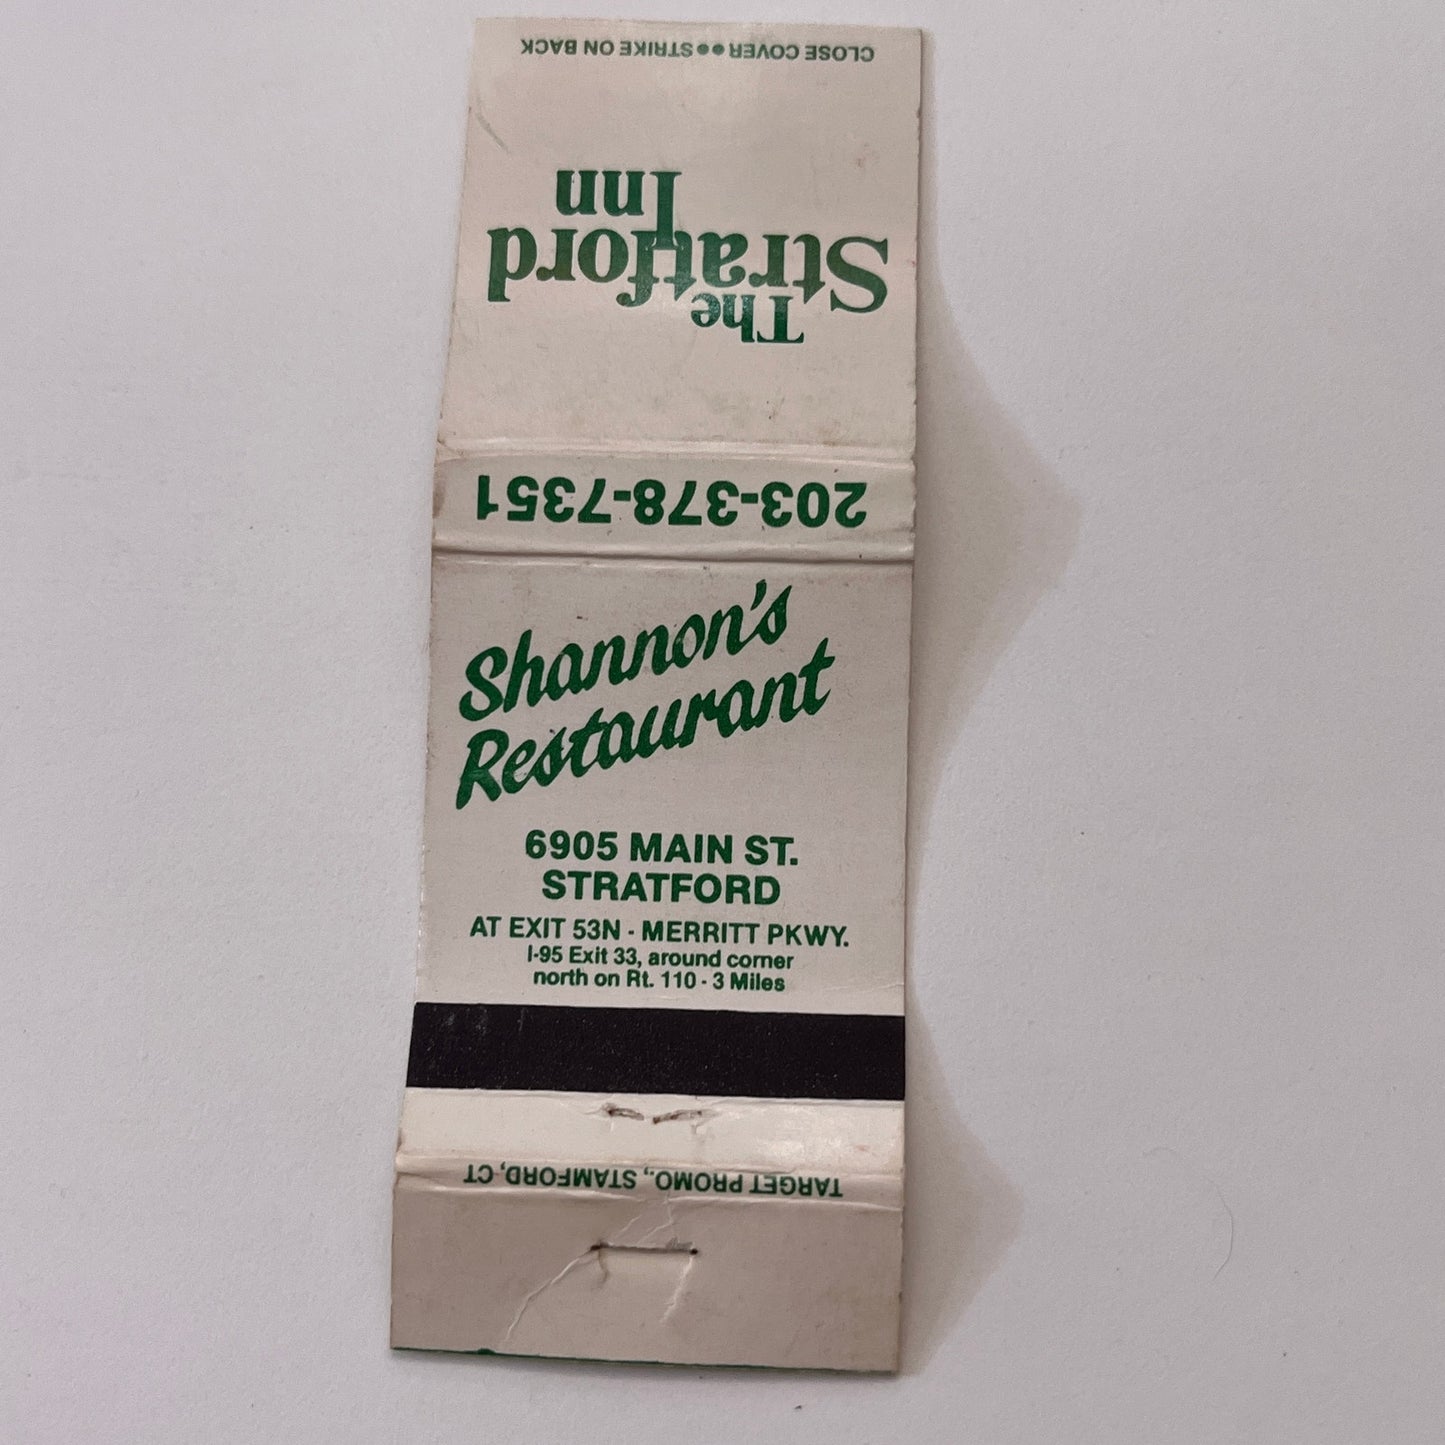 CLOSE COVER●●STRIKE ON BACK
The
Stratford
Inn
203-378-7351
Shannon's
Restaurant
6905 MAIN ST.
STRATFORD
AT EXIT 53N - MERRITT PKWY.
I-95 Exit 33, around corner
north on Rt. 110 - 3 Miles
TARGET PROMO., STAMFORD, CT